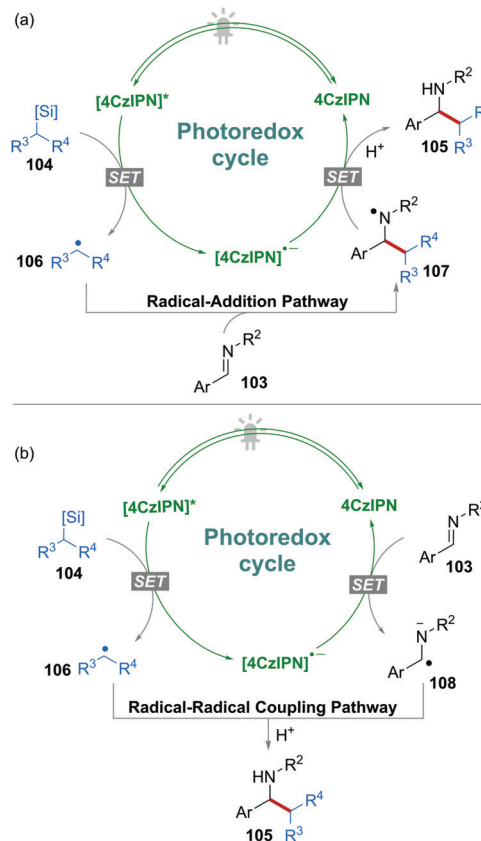 (a)
[4CzIPN]*
4CzIPN
[Si]
R³ R⁴
104
Photoredox
cycle
HN R²
Ar
R³
105
H⁺
SET
SET
106 R³ • R⁴
[4CzIPN]•−
• N R²
Ar R⁴
R³
107
Radical-Addition Pathway
N R²
Ar
103
(b)
[4CzIPN]*
4CzIPN
[Si]
R³ R⁴
104
Photoredox
cycle
N R²
Ar
103
SET
SET
106 R³ • R⁴
[4CzIPN]•−
− N R²
Ar •
108
Radical-Radical Coupling Pathway
H⁺
HN R²
Ar R⁴
R³
105